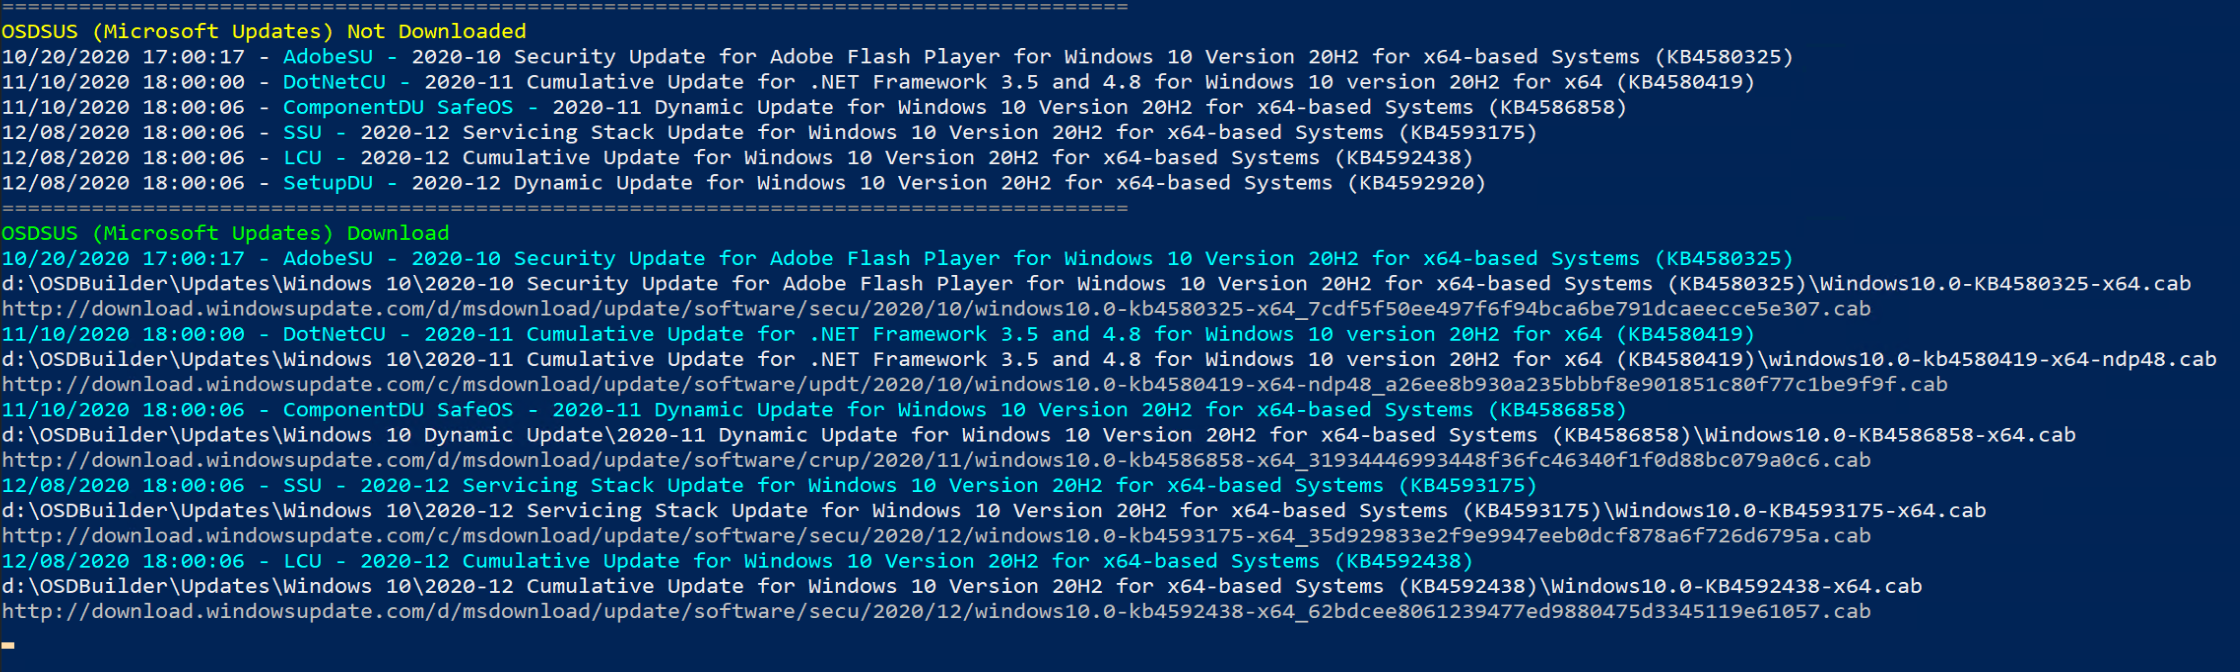 ========================================================================================
OSDSUS (Microsoft Updates) Not Downloaded
10/20/2020 17:00:17 - AdobeSU - 2020-10 Security Update for Adobe Flash Player for Windows 10 Version 20H2 for x64-based Systems (KB4580325)
11/10/2020 18:00:00 - DotNetCU - 2020-11 Cumulative Update for .NET Framework 3.5 and 4.8 for Windows 10 version 20H2 for x64 (KB4580419)
11/10/2020 18:00:06 - ComponentDU SafeOS - 2020-11 Dynamic Update for Windows 10 Version 20H2 for x64-based Systems (KB4586858)
12/08/2020 18:00:06 - SSU - 2020-12 Servicing Stack Update for Windows 10 Version 20H2 for x64-based Systems (KB4593175)
12/08/2020 18:00:06 - LCU - 2020-12 Cumulative Update for Windows 10 Version 20H2 for x64-based Systems (KB4592438)
12/08/2020 18:00:06 - SetupDU - 2020-12 Dynamic Update for Windows 10 Version 20H2 for x64-based Systems (KB4592920)
========================================================================================
OSDSUS (Microsoft Updates) Download
10/20/2020 17:00:17 - AdobeSU - 2020-10 Security Update for Adobe Flash Player for Windows 10 Version 20H2 for x64-based Systems (KB4580325)
d:\OSDBuilder\Updates\Windows 10\2020-10 Security Update for Adobe Flash Player for Windows 10 Version 20H2 for x64-based Systems (KB4580325)\Windows10.0-KB4580325-x64.cab
http://download.windowsupdate.com/d/msdownload/update/software/secu/2020/10/windows10.0-kb4580325-x64_7cdf5f50ee497f6f94bca6be791dcaeecce5e307.cab
11/10/2020 18:00:00 - DotNetCU - 2020-11 Cumulative Update for .NET Framework 3.5 and 4.8 for Windows 10 version 20H2 for x64 (KB4580419)
d:\OSDBuilder\Updates\Windows 10\2020-11 Cumulative Update for .NET Framework 3.5 and 4.8 for Windows 10 version 20H2 for x64 (KB4580419)\windows10.0-kb4580419-x64-ndp48.cab
http://download.windowsupdate.com/c/msdownload/update/software/updt/2020/10/windows10.0-kb4580419-x64-ndp48_a26ee8b930a235bbbf8e901851c80f77c1be9f9f.cab
11/10/2020 18:00:06 - ComponentDU SafeOS - 2020-11 Dynamic Update for Windows 10 Version 20H2 for x64-based Systems (KB4586858)
d:\OSDBuilder\Updates\Windows 10 Dynamic Update\2020-11 Dynamic Update for Windows 10 Version 20H2 for x64-based Systems (KB4586858)\Windows10.0-KB4586858-x64.cab
http://download.windowsupdate.com/d/msdownload/update/software/crup/2020/11/windows10.0-kb4586858-x64_31934446993448f36fc46340f1f0d88bc079a0c6.cab
12/08/2020 18:00:06 - SSU - 2020-12 Servicing Stack Update for Windows 10 Version 20H2 for x64-based Systems (KB4593175)
d:\OSDBuilder\Updates\Windows 10\2020-12 Servicing Stack Update for Windows 10 Version 20H2 for x64-based Systems (KB4593175)\Windows10.0-KB4593175-x64.cab
http://download.windowsupdate.com/c/msdownload/update/software/secu/2020/12/windows10.0-kb4593175-x64_35d929833e2f9e9947eeb0dcf878a6f726d6795a.cab
12/08/2020 18:00:06 - LCU - 2020-12 Cumulative Update for Windows 10 Version 20H2 for x64-based Systems (KB4592438)
d:\OSDBuilder\Updates\Windows 10\2020-12 Cumulative Update for Windows 10 Version 20H2 for x64-based Systems (KB4592438)\Windows10.0-KB4592438-x64.cab
http://download.windowsupdate.com/d/msdownload/update/software/secu/2020/12/windows10.0-kb4592438-x64_62bdcee8061239477ed9880475d3345119e61057.cab